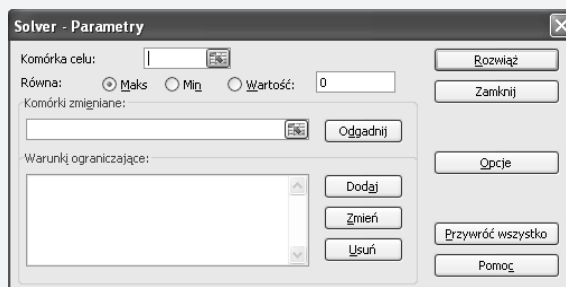 Solver - Parametry
Komórka celu:
Rozwiąż
Równa: Maks Min Wartość: 0
Zamknij
Komórki zmieniane:
Odgadnij
Warunki ograniczające:
Opcje
Dodaj
Zmień
Usuń
Przywróć wszystko
Pomoc